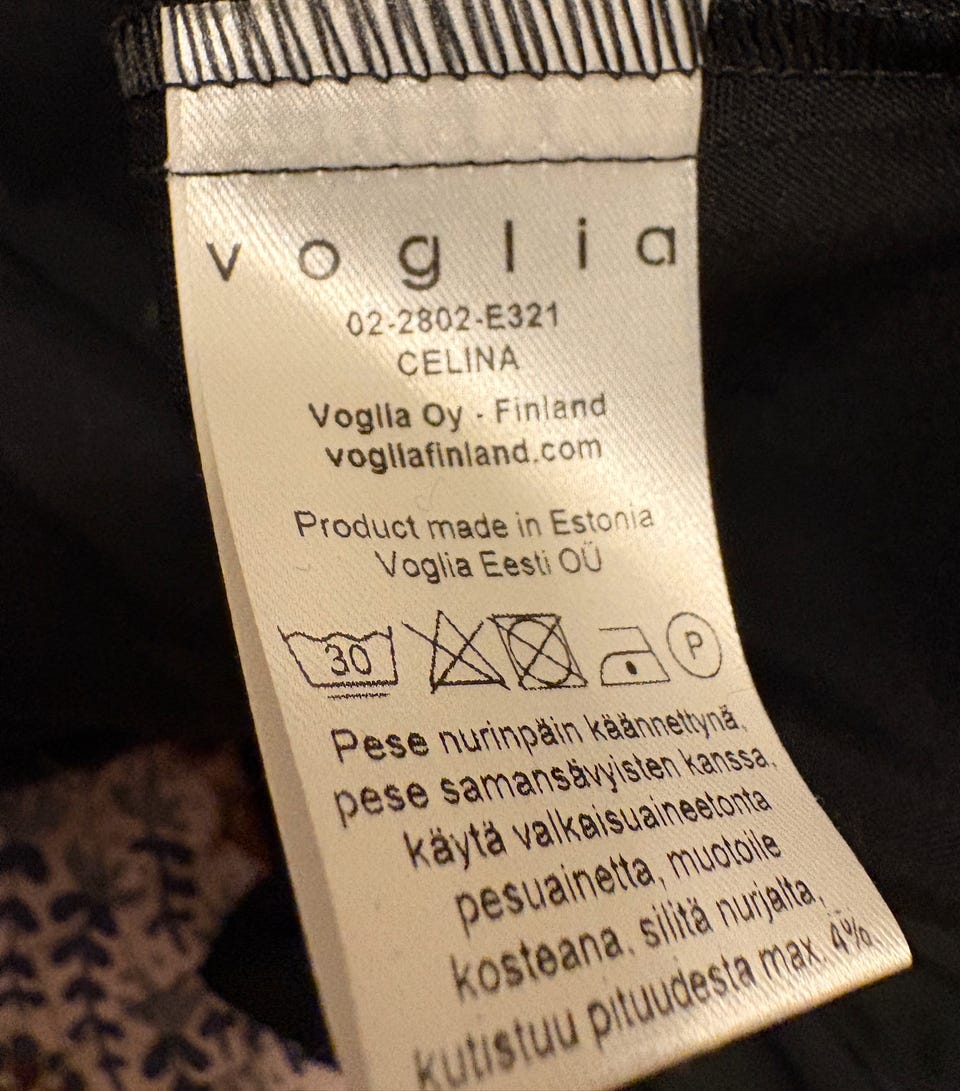 voglia
02-2802-E321
CELINA
Voglia Oy - Finland
vogliafinland.com
Product made in Estonia
Voglia Eesti OÜ
30 P
Pese nurinpäin käännettynä,
pese samansävyisten kanssa,
käytä valkaisuaineetonta
pesuainetta, muotoile
kosteana, silitä nurjalta,
kutistuu pituudesta max. 4%.